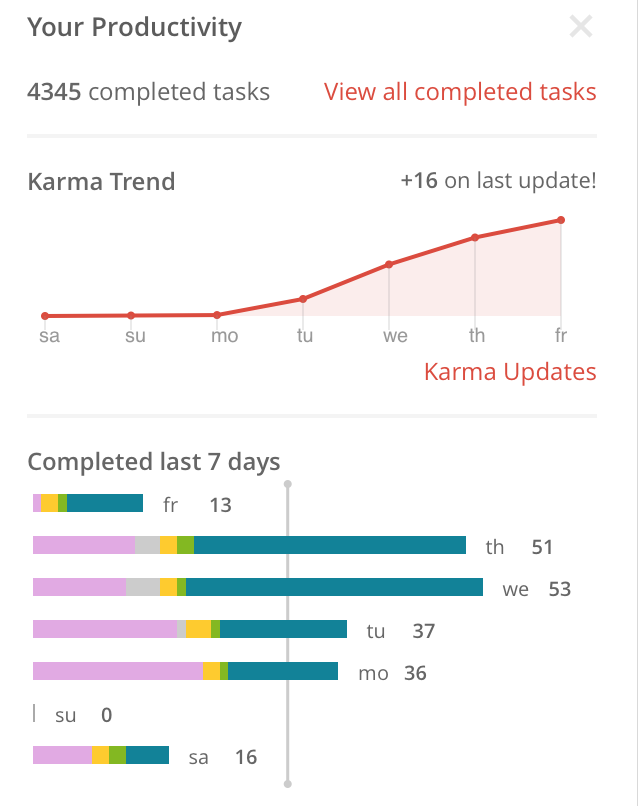 Your Productivity
4345 completed tasks View all completed tasks
Karma Trend +16 on last update!
sa su mo tu we th fr
Karma Updates
Completed last 7 days
fr 13
th 51
we 53
tu 37
mo 36
su 0
sa 16